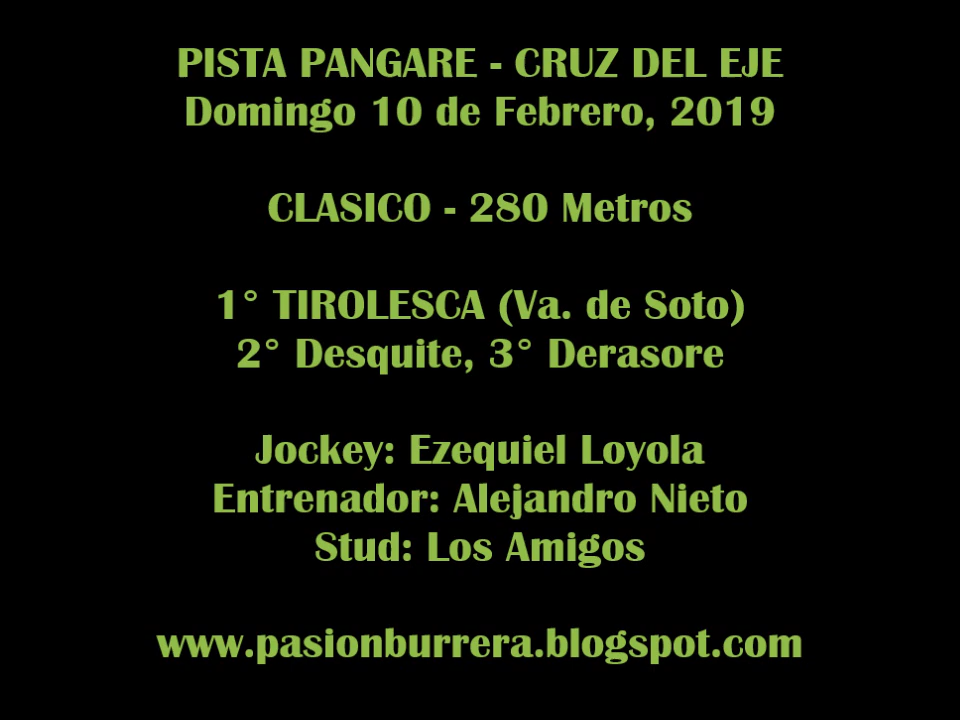 PISTA PANGARE - CRUZ DEL EJE
Domingo 10 de Febrero, 2019
CLASICO - 280 Metros
1° TIROLESCA (Va. de Soto)
2° Desquite, 3° Derasore
Jockey: Ezequiel Loyola
Entrenador: Alejandro Nieto
Stud: Los Amigos
www.pasionburrera.blogspot.com